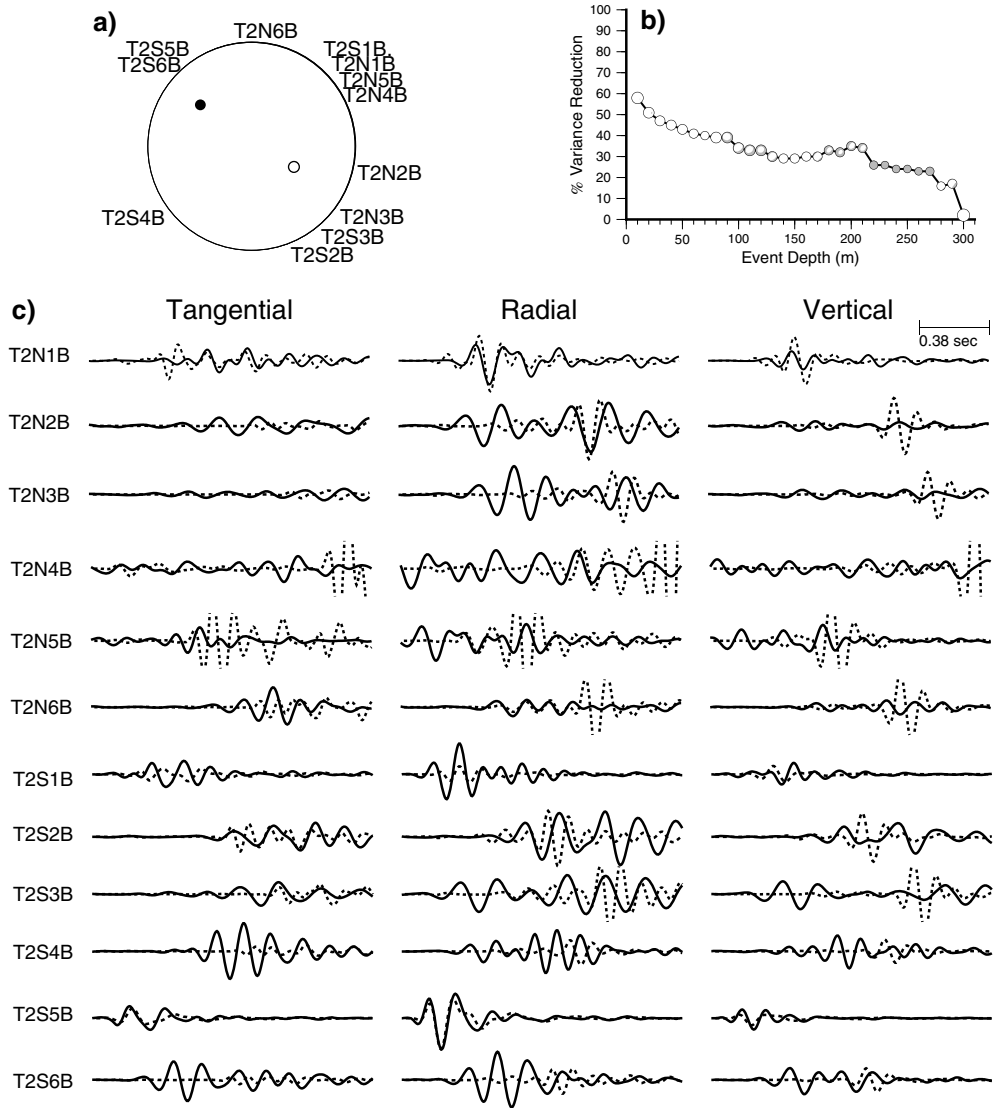 a)
T2N6B
T2S5B
T2S6B
T2S1B,
T2N1B
T2N5B
T2N4B
T2N2B
T2S4B
T2N3B
T2S3B
T2S2B
b)
% Variance Reduction
100
90
80
70
60
50
40
30
20
10
0
0 50 100 150 200 250 300
Event Depth (m)
c)
Tangential Radial Vertical
0.38 sec
T2N1B
T2N2B
T2N3B
T2N4B
T2N5B
T2N6B
T2S1B
T2S2B
T2S3B
T2S4B
T2S5B
T2S6B